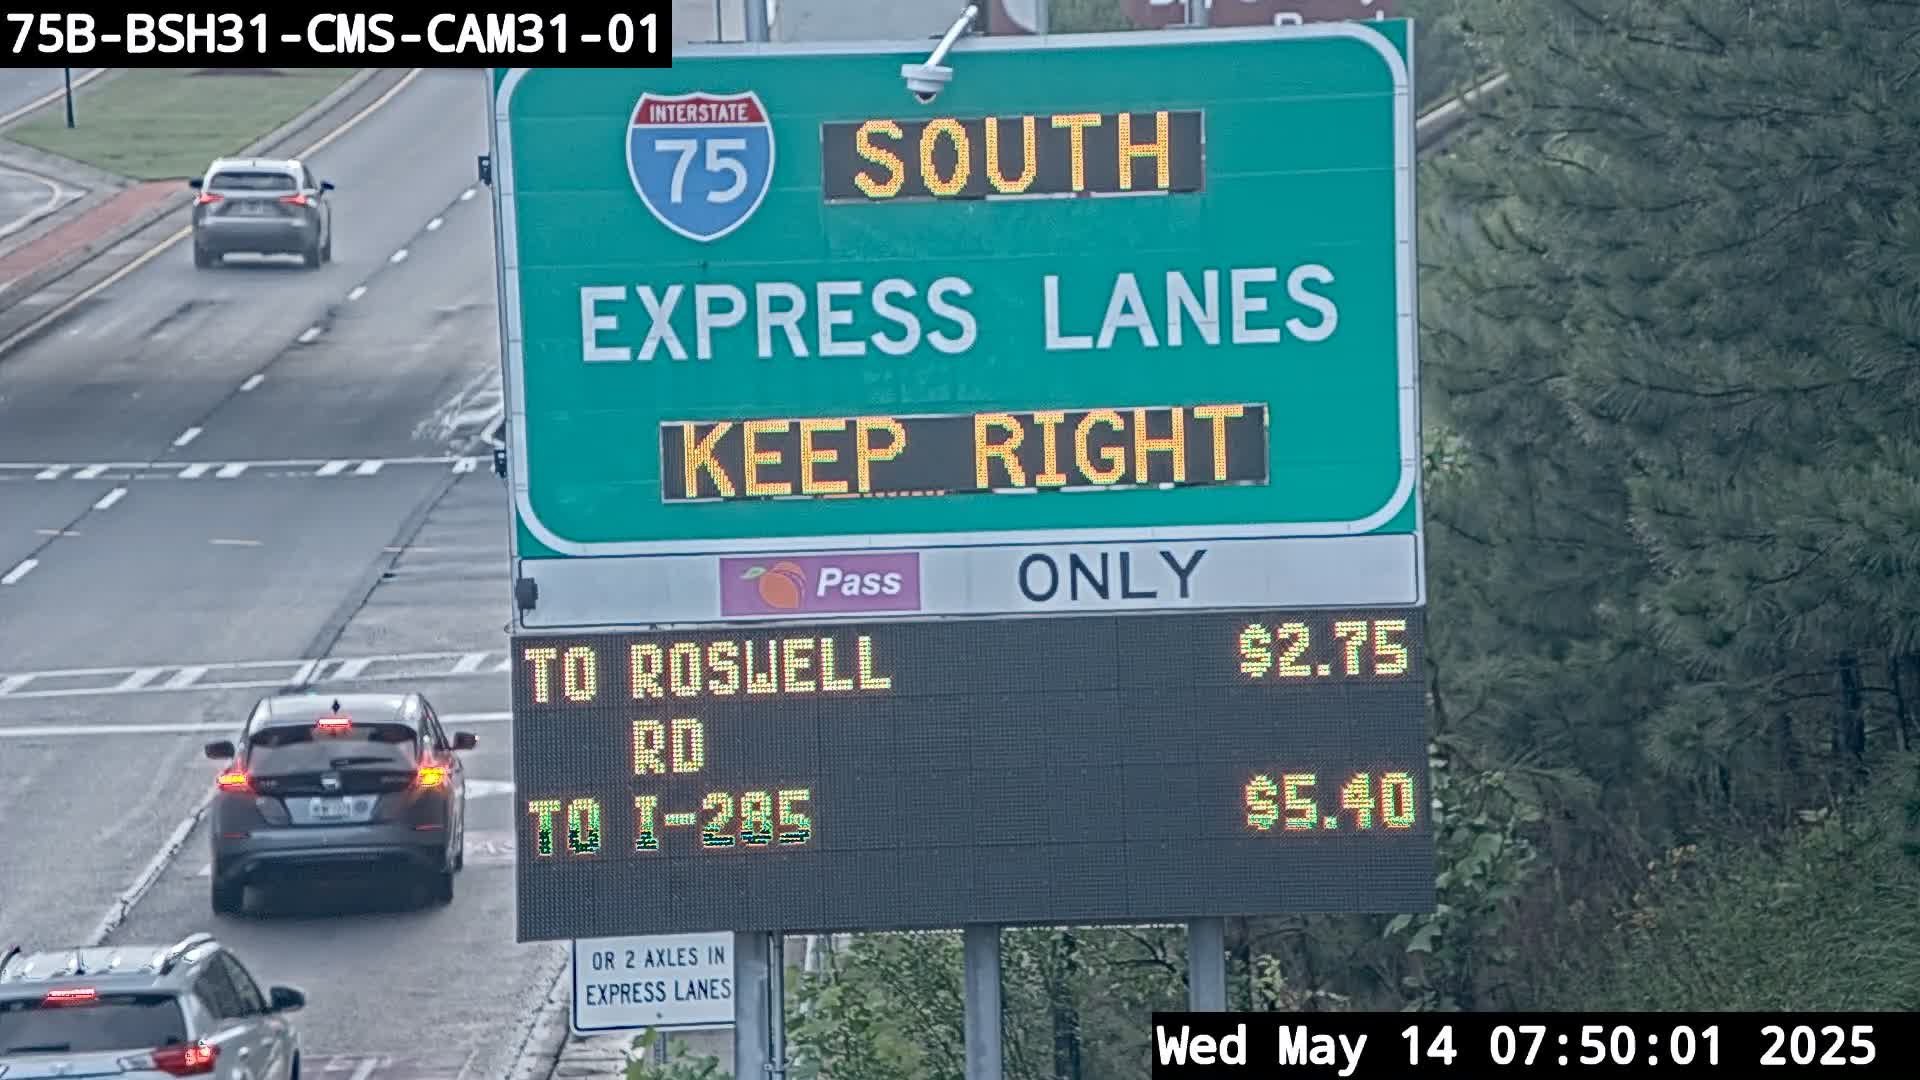 75B-BSH31-CMS-CAM31-01
INTERSTATE
75
SOUTH
EXPRESS LANES
KEEP RIGHT
Pass ONLY
TO ROSWELL $2.75
RD
TO I-285 $5.40
OR 2 AXLES IN
EXPRESS LANES
Wed May 14 07:50:01 2025